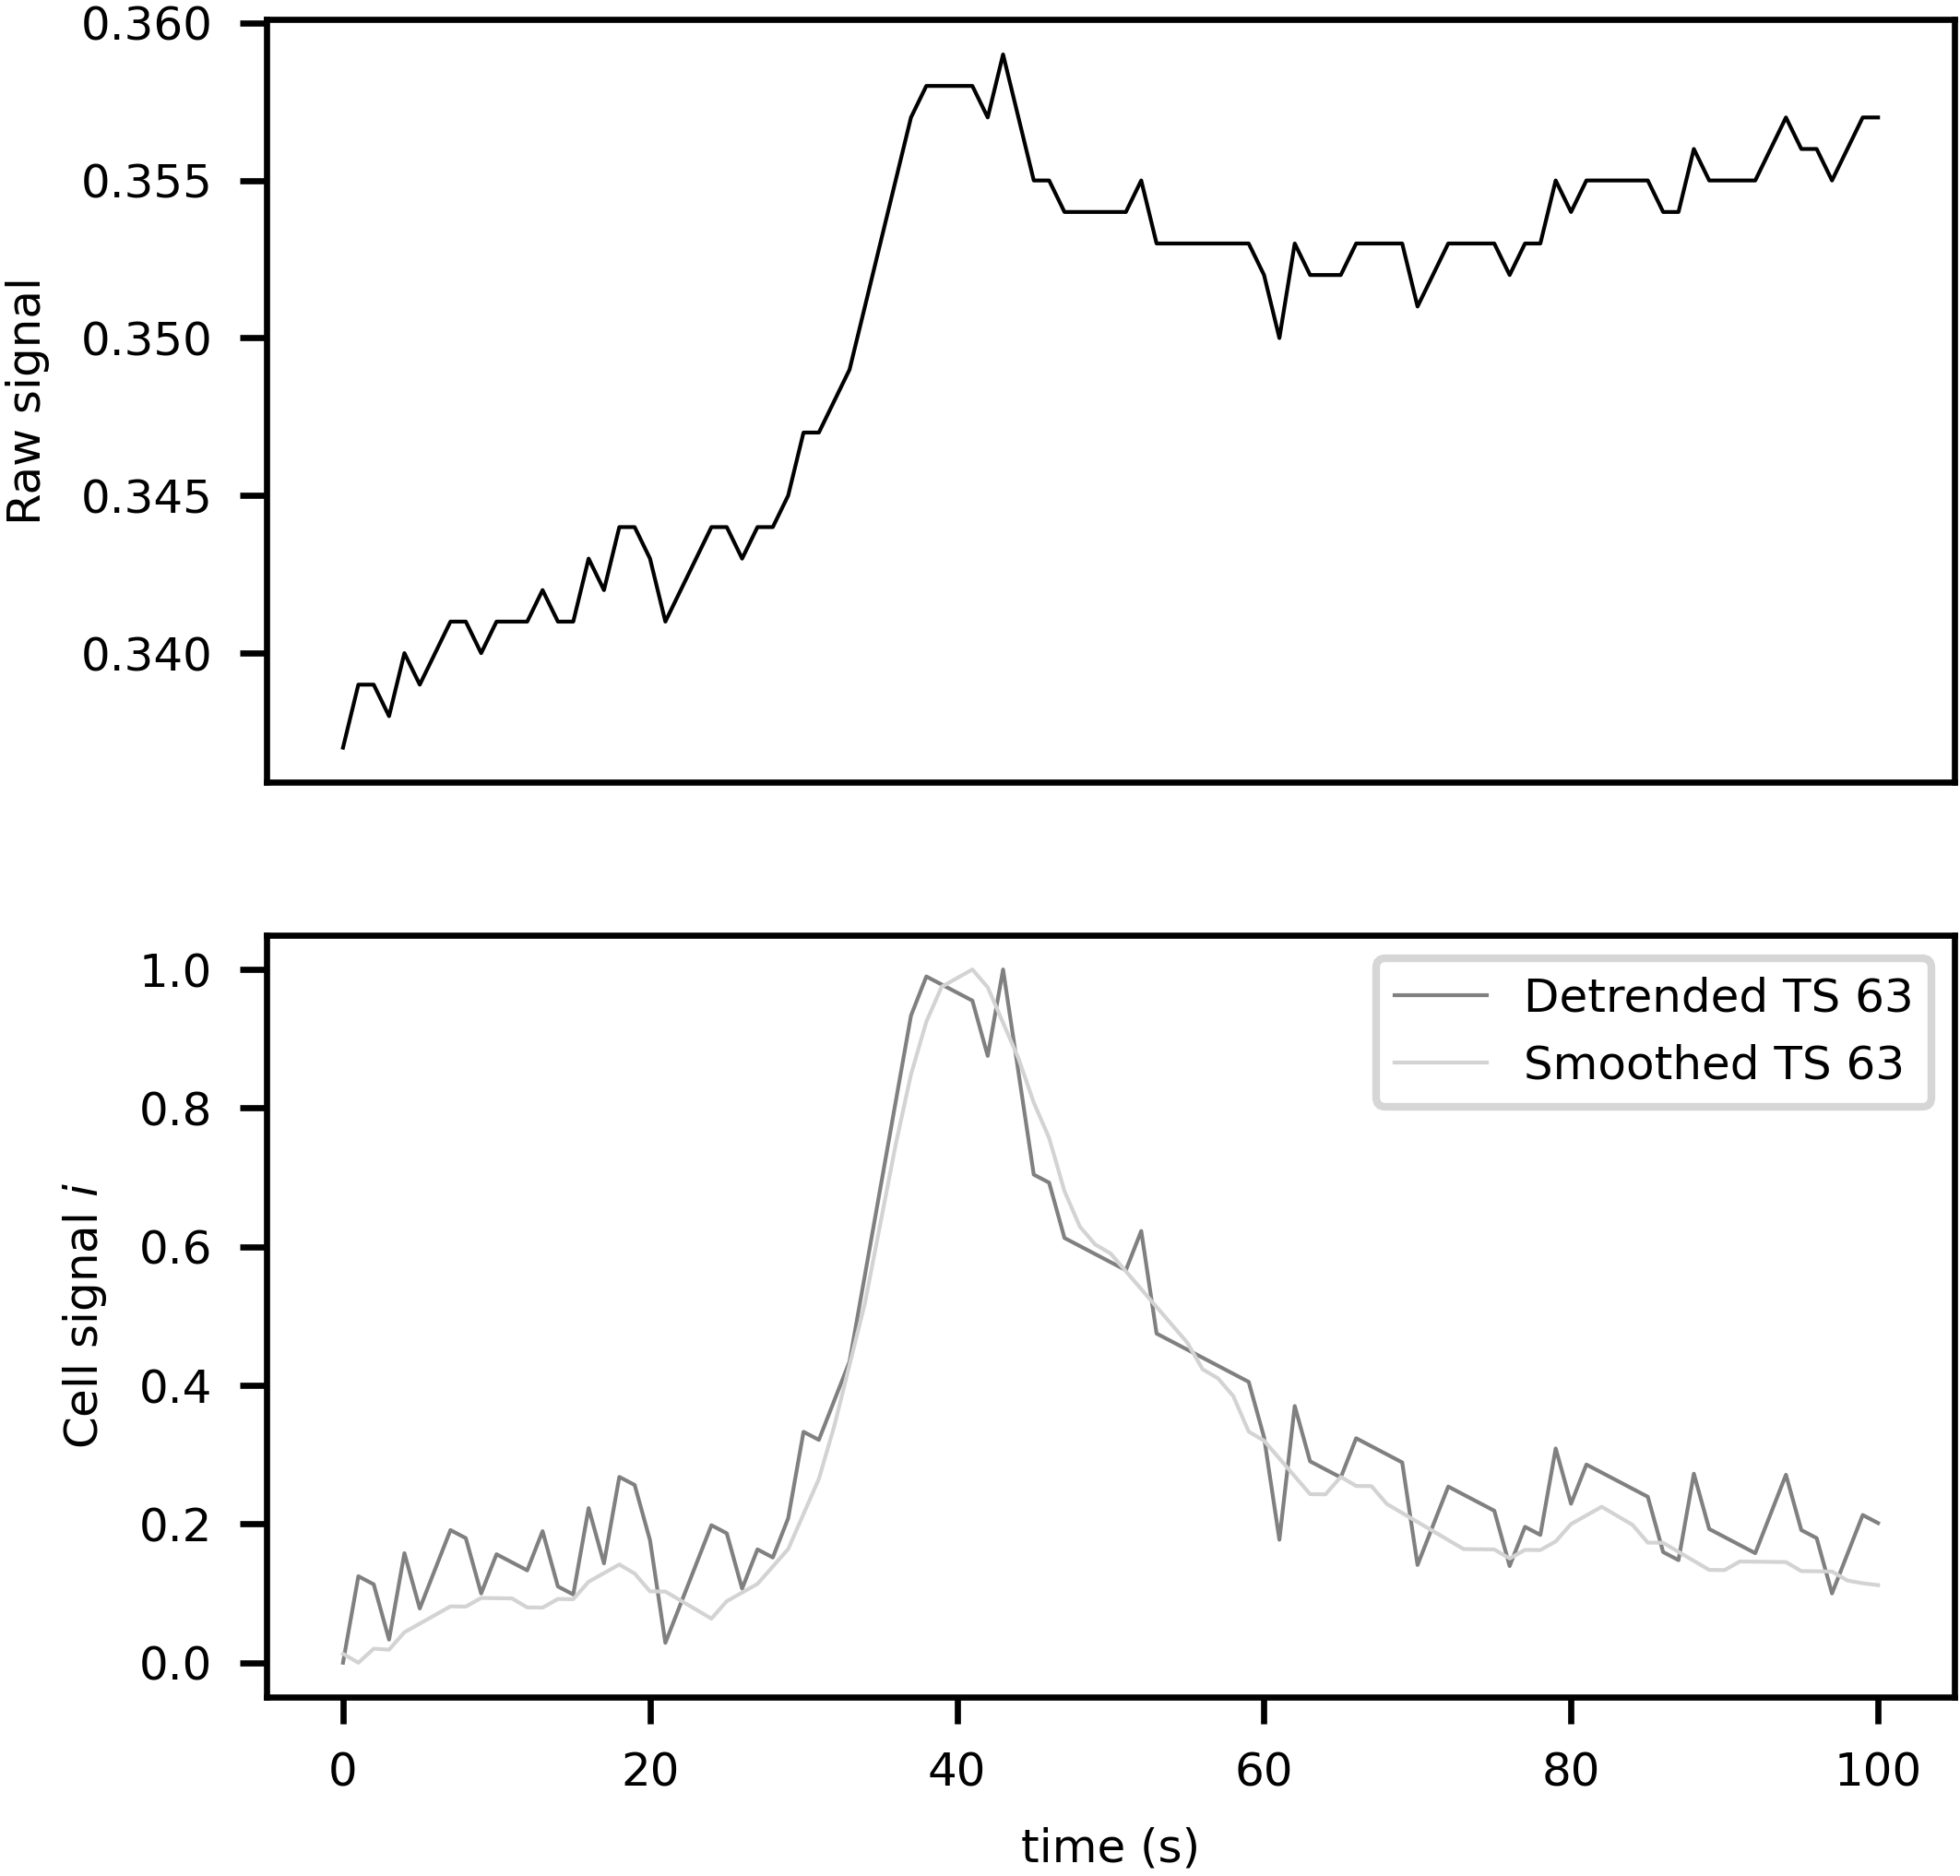 0.360
0.355
0.350
0.345
0.340
Raw signal
1.0
0.8
0.6
0.4
0.2
0.0
Cell signal i
Detrended TS 63
Smoothed TS 63
0 20 40 60 80 100
time (s)